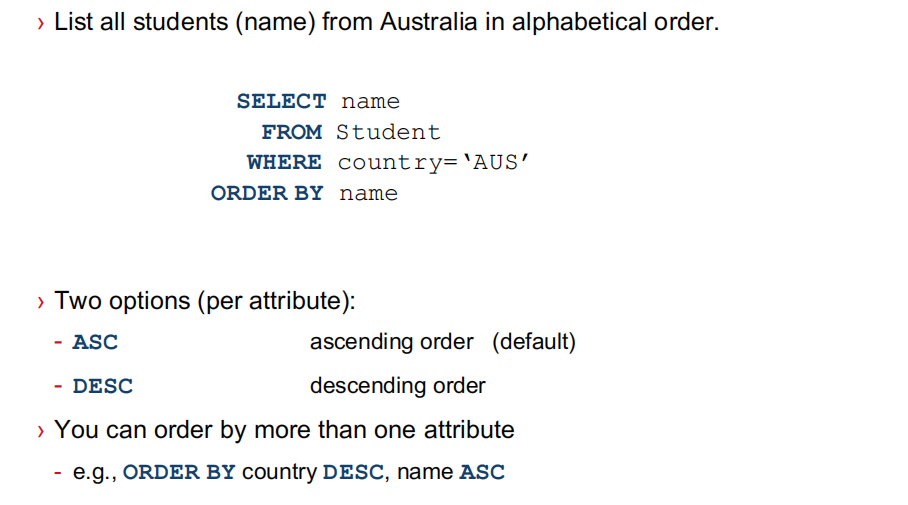 › List all students (name) from Australia in alphabetical order.
SELECT name
FROM Student
WHERE country=‘AUS’
ORDER BY name
› Two options (per attribute):
- ASC ascending order (default)
- DESC descending order
› You can order by more than one attribute
- e.g., ORDER BY country DESC, name ASC